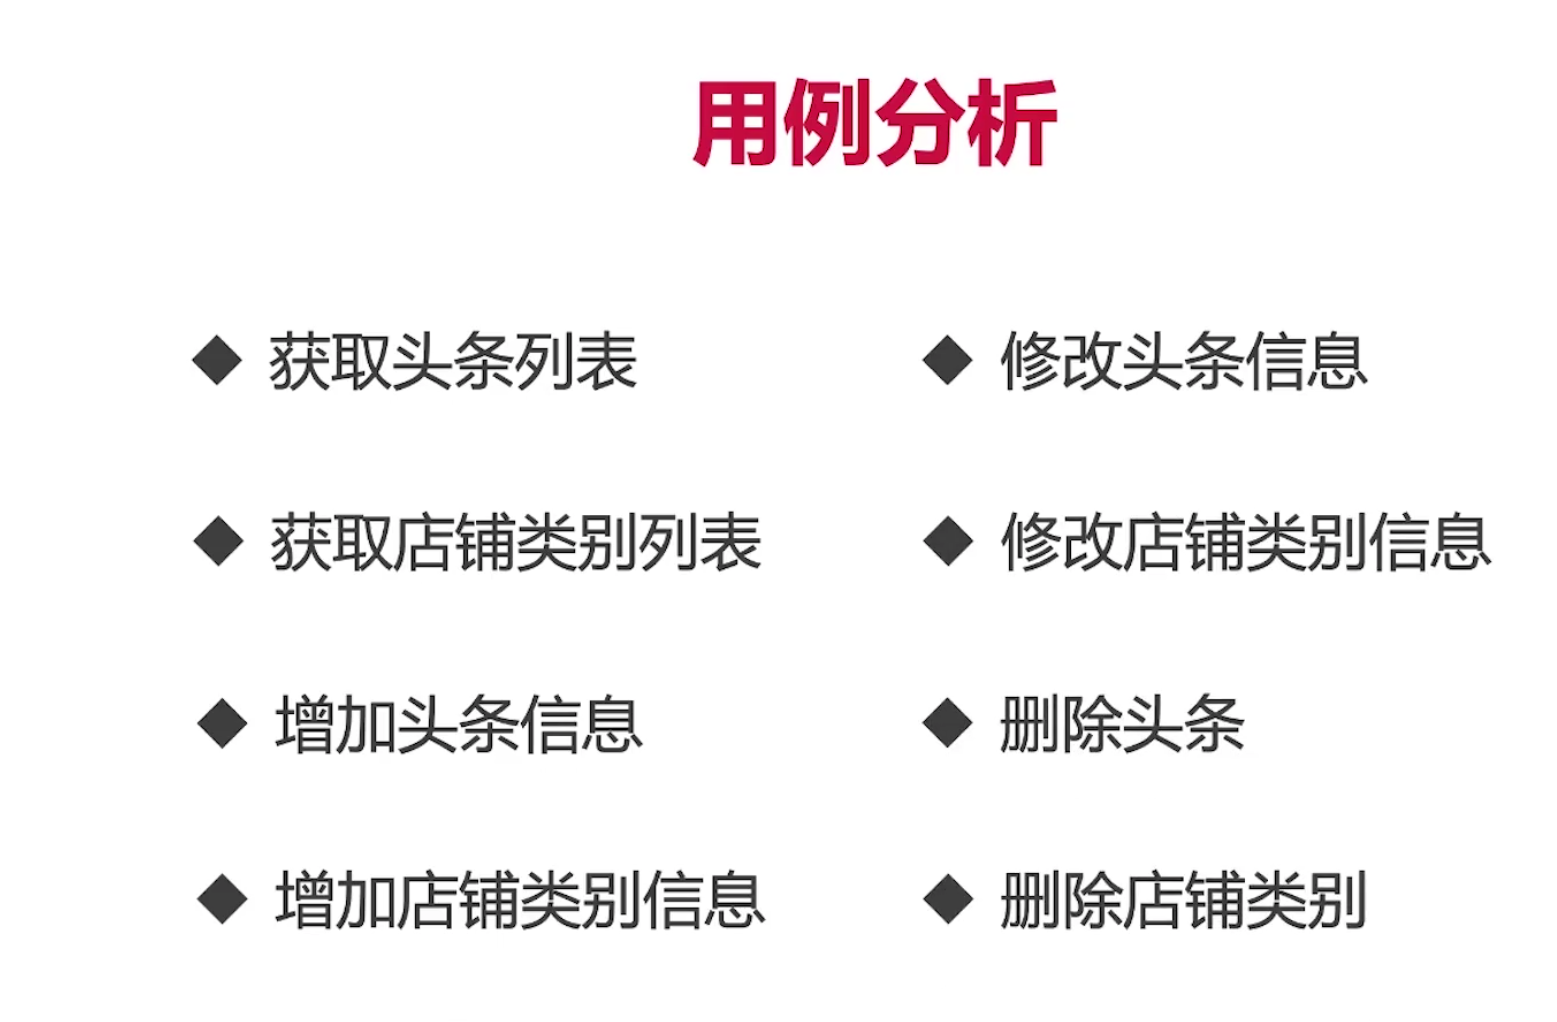 用例分析
◆ 获取头条列表
◆ 修改头条信息
◆ 获取店铺类别列表
◆ 修改店铺类别信息
◆ 增加头条信息
◆ 删除头条
◆ 增加店铺类别信息
◆ 删除店铺类别